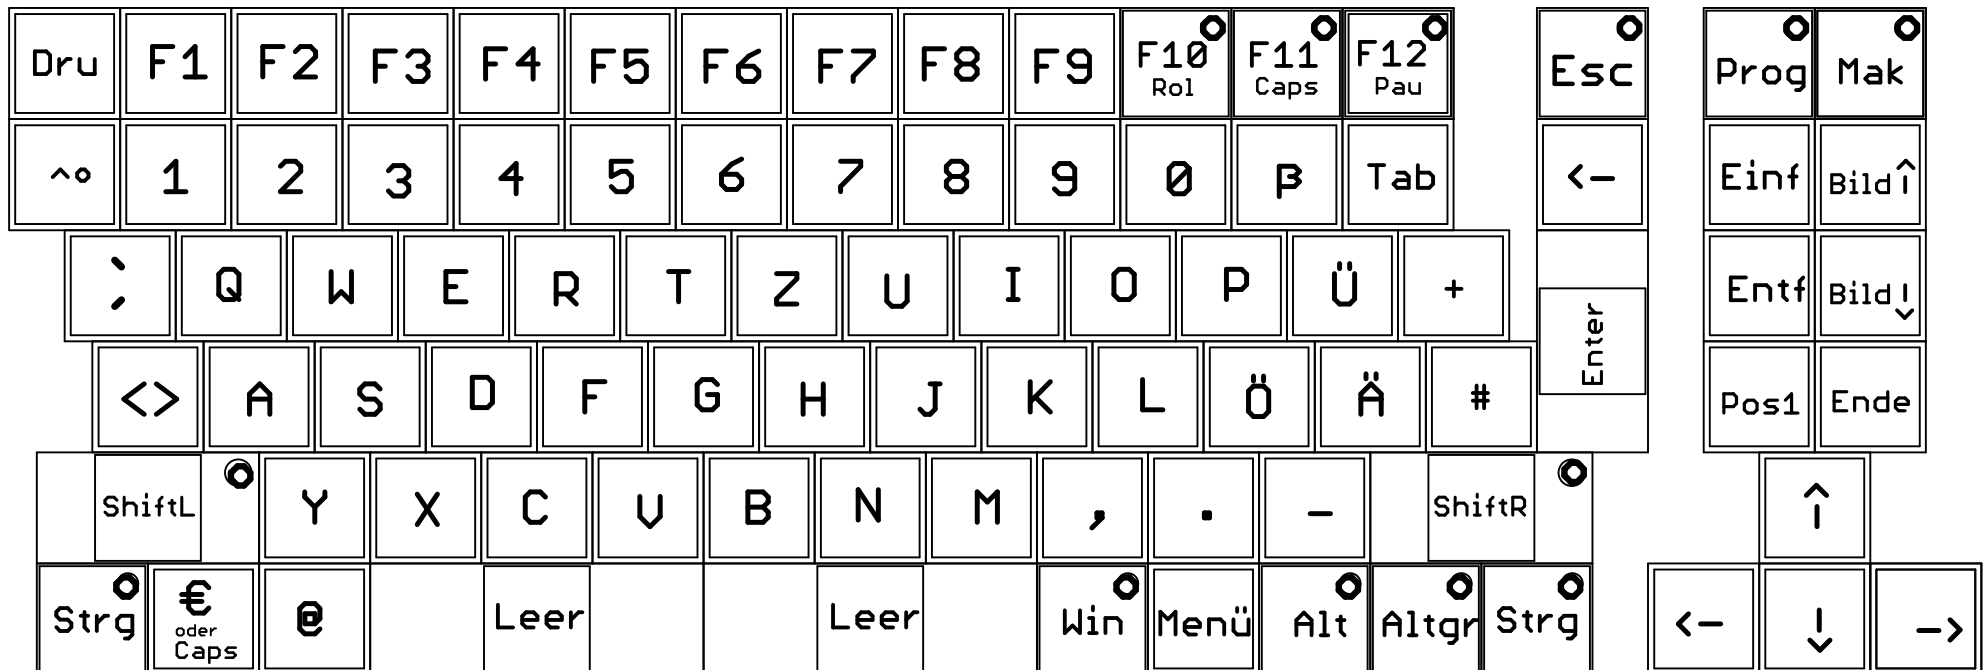 Dru F1 F2 F3 F4 F5 F6 F7 F8 F9 F10 F11 F12 Esc Prog Mak
Rol Caps Pau
^° 1 2 3 4 5 6 7 8 9 0 β Tab <- Einf Bild↑
` ´ Q W E R T Z U I O P Ü + Enter Entf Bild↓
<> A S D F G H J K L Ö Ä # Pos1 Ende
ShiftL Y X C V B N M , . - ShiftR ↑
Strg € @ Leer Leer Win Menü Alt Altgr Strg <- ↓ ->
oder
Caps